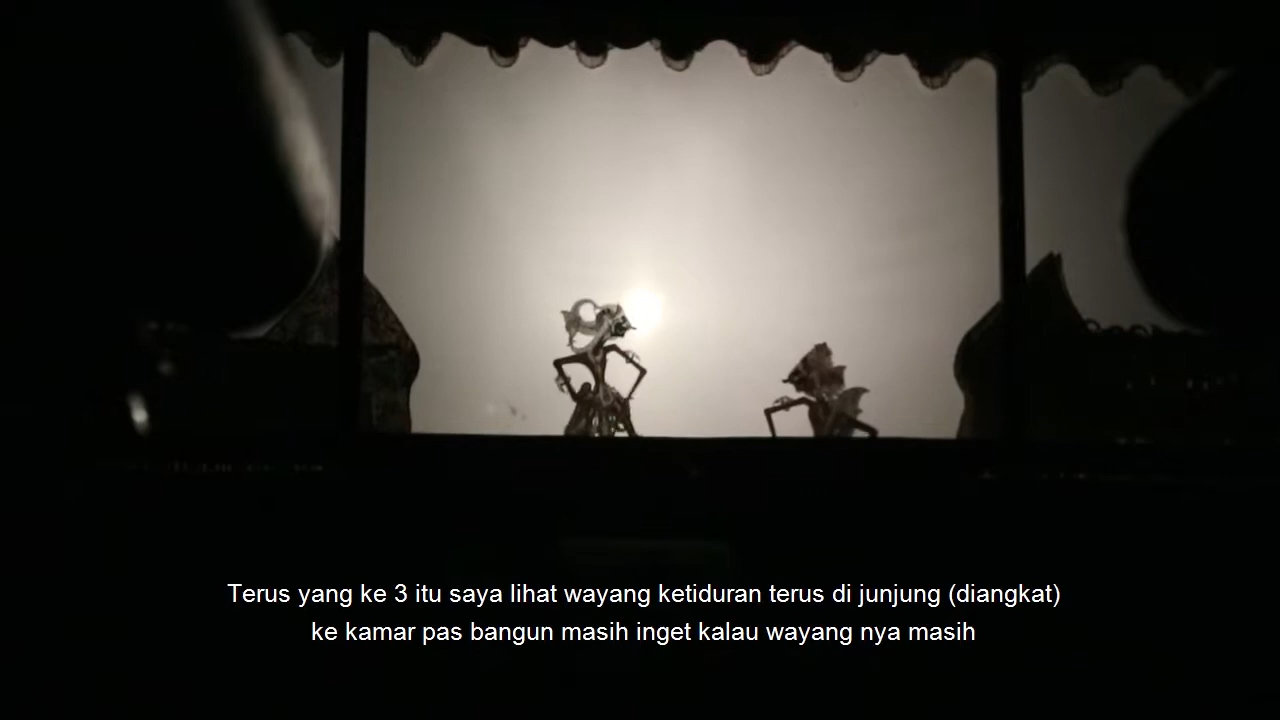 Terus yang ke 3 itu saya lihat wayang ketiduran terus di junjung (diangkat)
ke kamar pas bangun masih inget kalau wayang nya masih